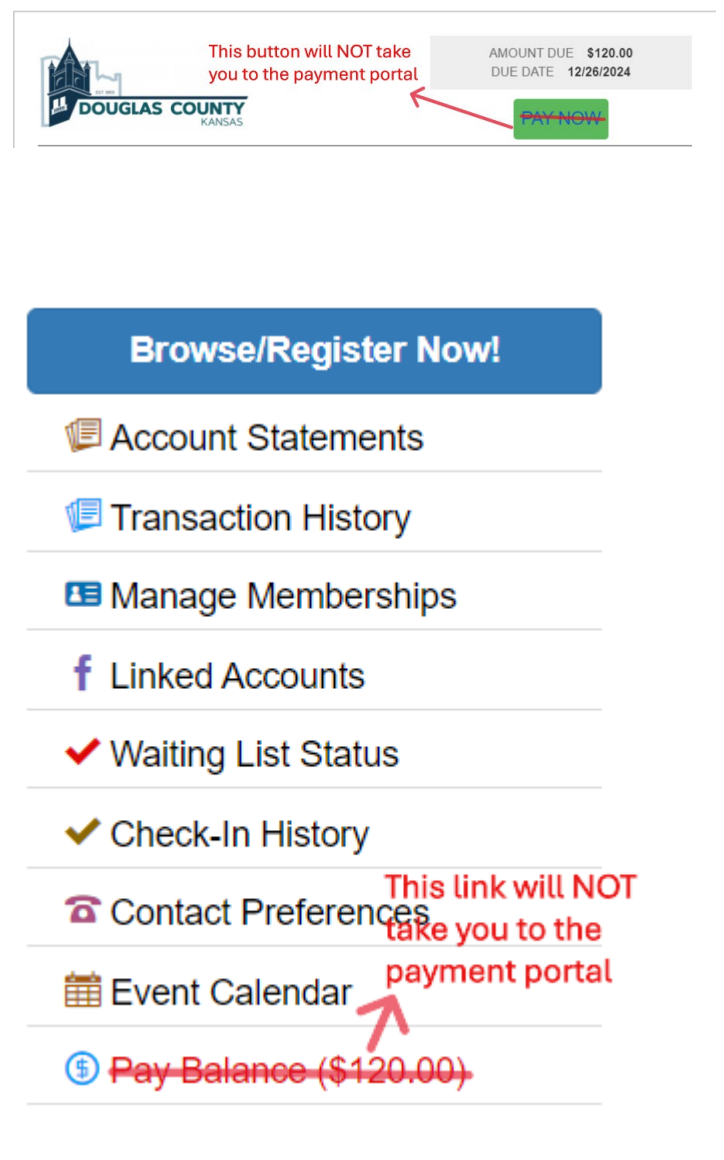 This button will NOT take
you to the payment portal
AMOUNT DUE $120.00
DUE DATE 12/26/2024
EST 1855
DOUGLAS COUNTY
KANSAS
PAY NOW
Browse/Register Now!
Account Statements
Transaction History
Manage Memberships
Linked Accounts
Waiting List Status
Check-In History
This link will NOT
take you to the
payment portal
Contact Preferences
Event Calendar
Pay Balance ($120.00)